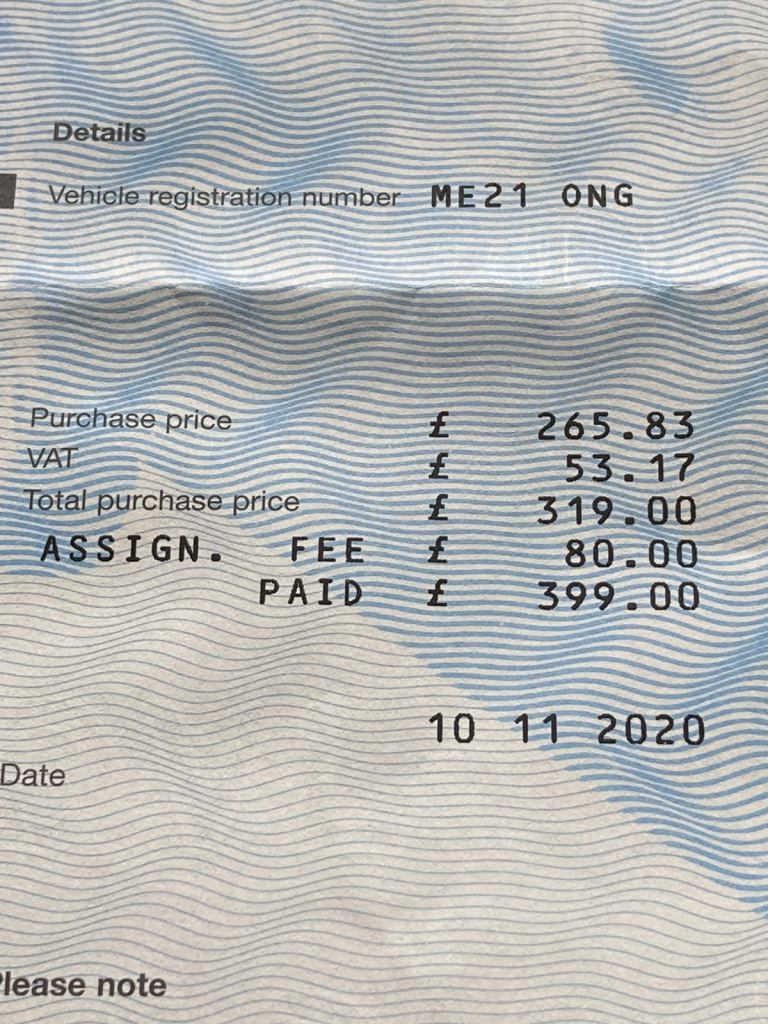 Details
Vehicle registration number ME21 ONG
Purchase price £ 265.83
VAT £ 53.17
Total purchase price £ 319.00
ASSIGN. FEE £ 80.00
PAID £ 399.00
10 11 2020
Date
Please note